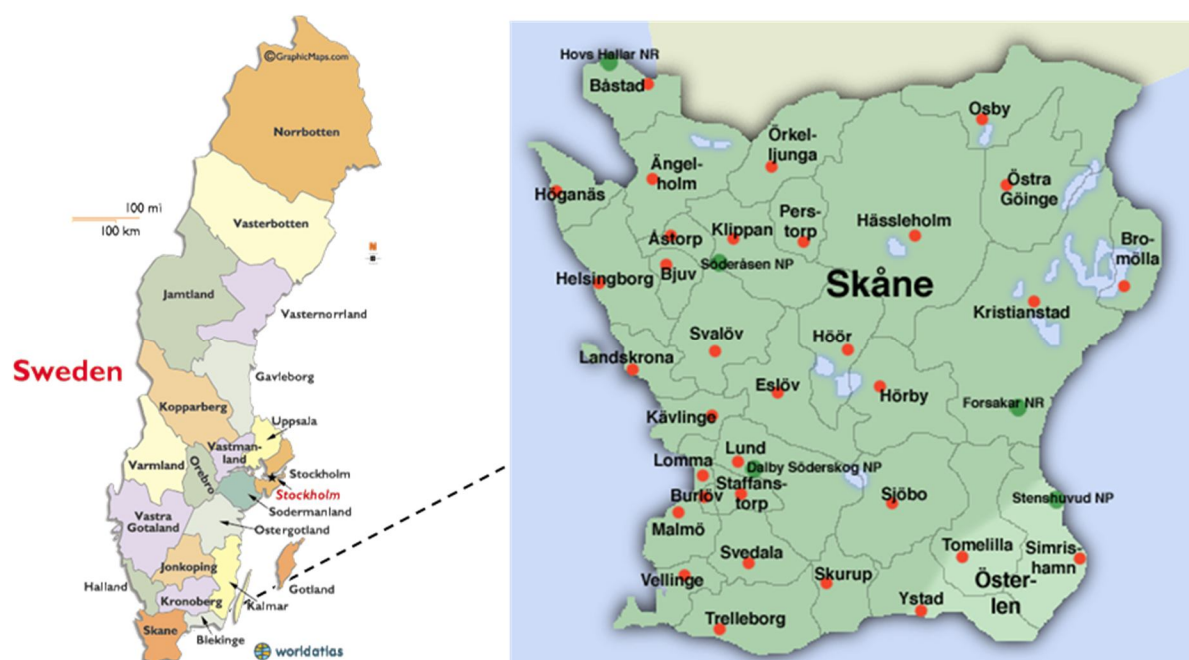 ©GraphicMaps.com
Norrbotten
100 mi
100 km
Vasterbotten
N
Jamtland
Vasternorrland
Sweden
Gavleborg
Kopparberg
Uppsala
Vastman-
land
Varmland
Orebro
Stockholm
Stockholm
Sodermanland
Vastra
Gotaland
Ostergotland
Jonkoping
Halland
Gotland
Kronoberg
Kalmar
Skane
Blekinge
worldatlas
Hovs Hallar NR
Båstad
Osby
Örkel-
ljunga
Ängel-
holm
Östra
Göinge
Höganäs
Pers-
torp
Hässleholm
Klippan
Åstorp
Bro-
mölla
Söderåsen NP
Bjuv
Helsingborg
Skåne
Kristianstad
Svalöv
Höör
Landskrona
Eslöv
Hörby
Forsakar NR
Kävlinge
Lund
Lomma
Dalby Söderskog NP
Staffans-
torp
Burlöv
Sjöbo
Stenshuvud NP
Malmö
Tomelilla
Simris-
hamn
Svedala
Vellinge
Skurup
Öster-
len
Ystad
Trelleborg